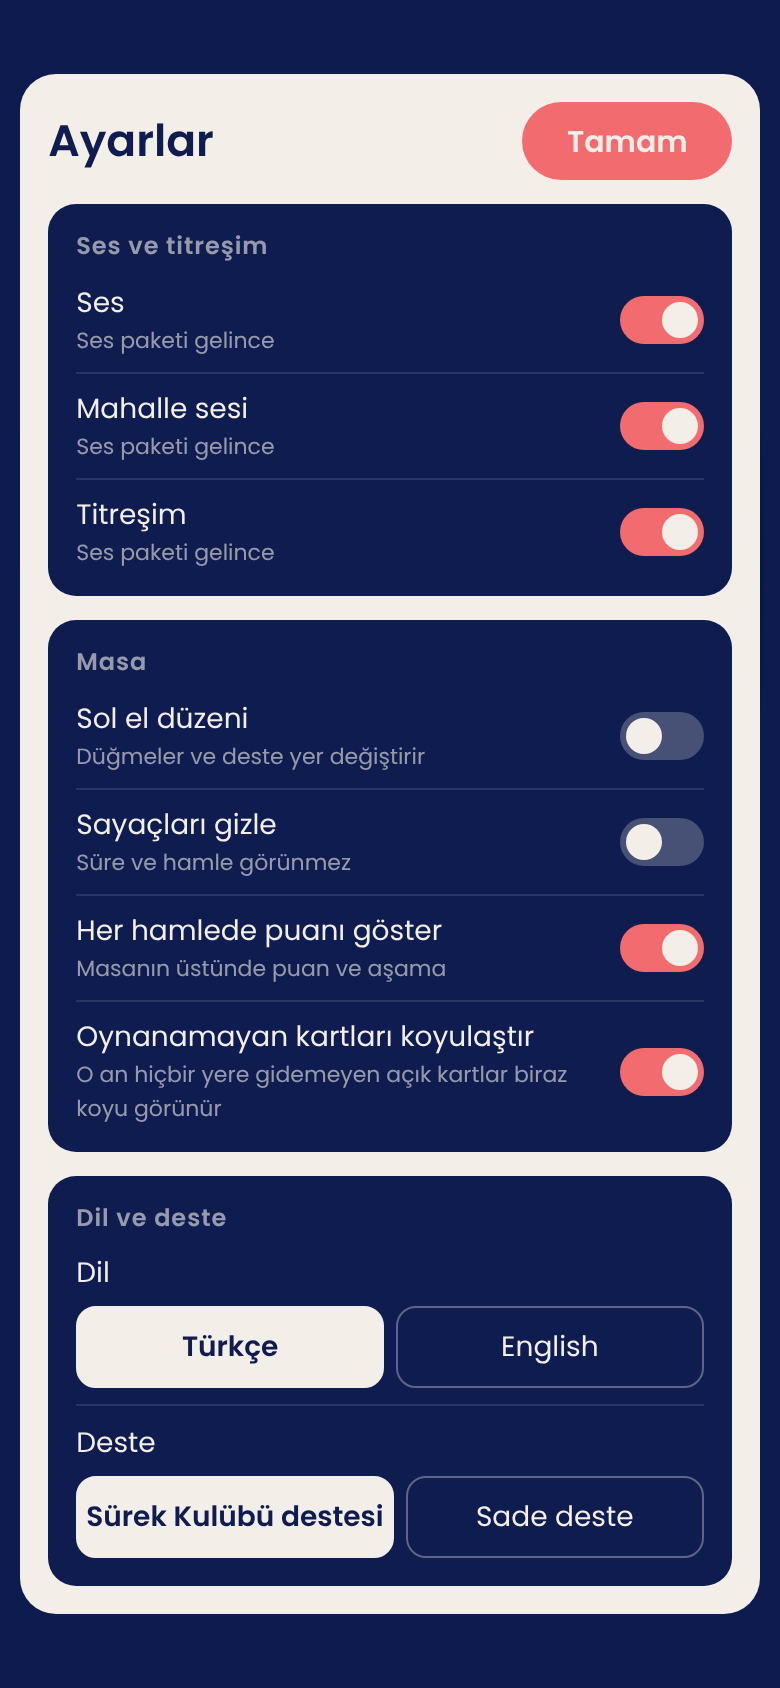 Ayarlar
Tamam
Ses ve titreşim
Ses
Ses paketi gelince
Mahalle sesi
Ses paketi gelince
Titreşim
Ses paketi gelince
Masa
Sol el düzeni
Düğmeler ve deste yer değiştirir
Sayaçları gizle
Süre ve hamle görünmez
Her hamlede puanı göster
Masanın üstünde puan ve aşama
Oynanamayan kartları koyulaştır
O an hiçbir yere gidemeyen açık kartlar biraz
koyu görünür
Dil ve deste
Dil
Türkçe
English
Deste
Sürek Kulübü destesi
Sade deste